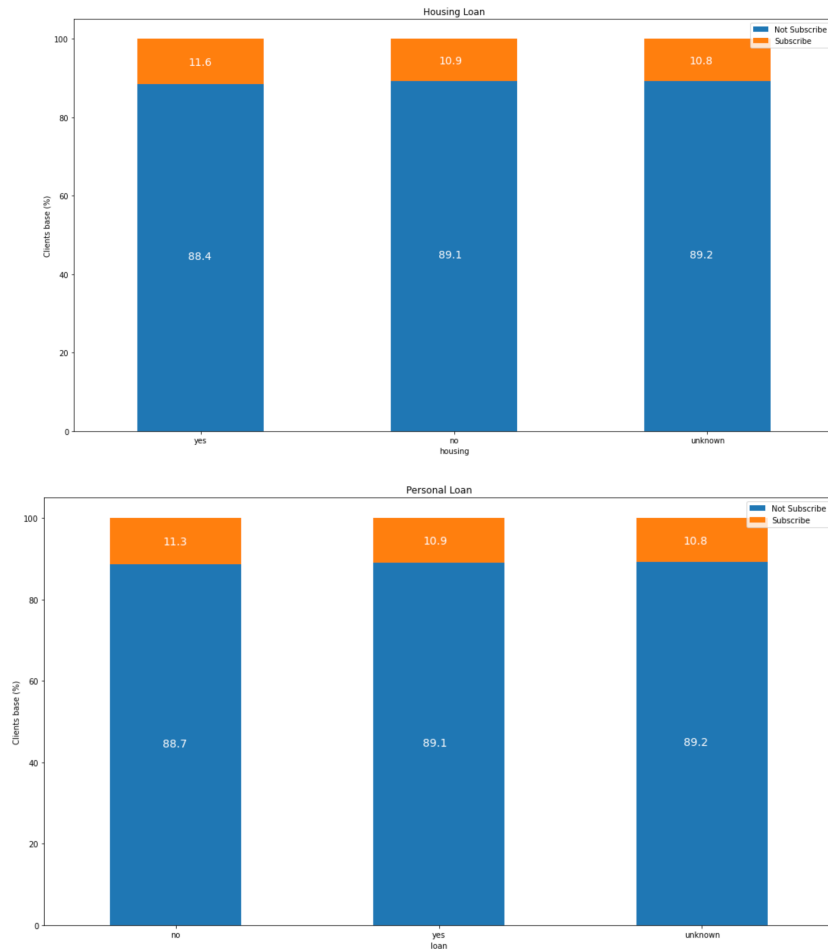 Housing Loan
Not Subscribe
Subscribe
100
80
60
40
20
0
Clients base (%)
11.6
10.9
10.8
88.4
89.1
89.2
yes
no
unknown
housing
Personal Loan
Not Subscribe
Subscribe
100
80
60
40
20
0
Clients base (%)
11.3
10.9
10.8
88.7
89.1
89.2
no
yes
unknown
loan